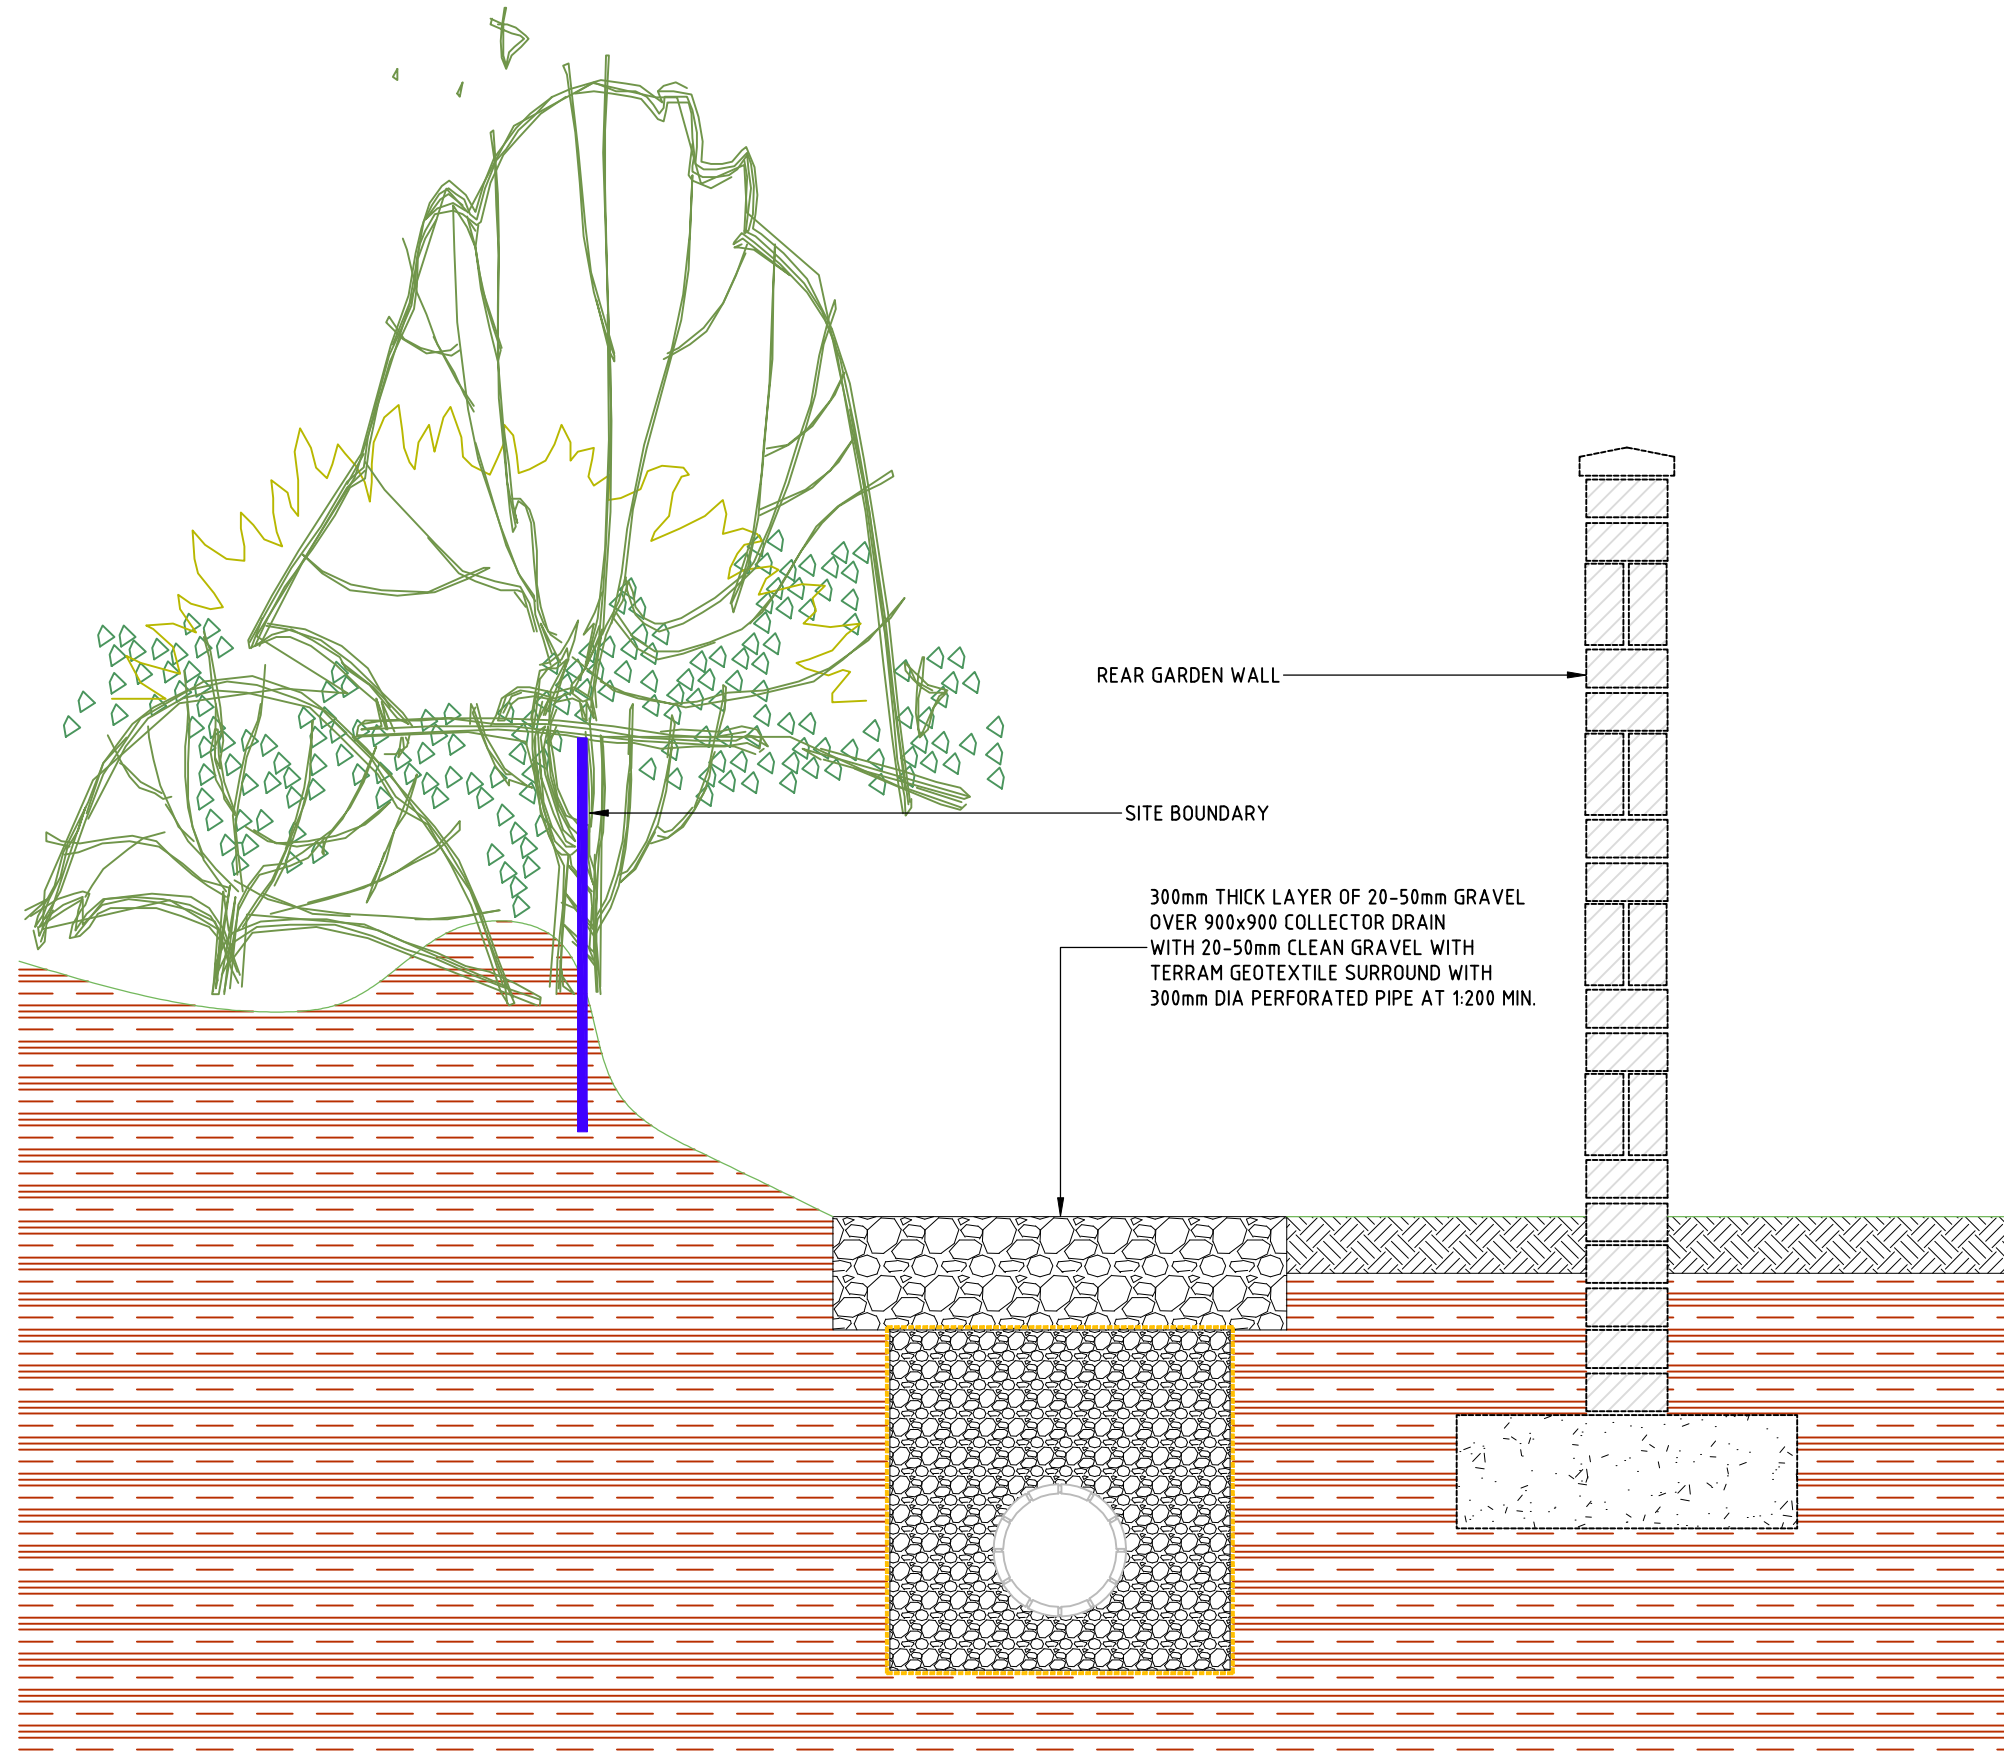 REAR GARDEN WALL
SITE BOUNDARY
300mm THICK LAYER OF 20-50mm GRAVEL
OVER 900x900 COLLECTOR DRAIN
WITH 20-50mm CLEAN GRAVEL WITH
TERRAM GEOTEXTILE SURROUND WITH
300mm DIA PERFORATED PIPE AT 1:200 MIN.